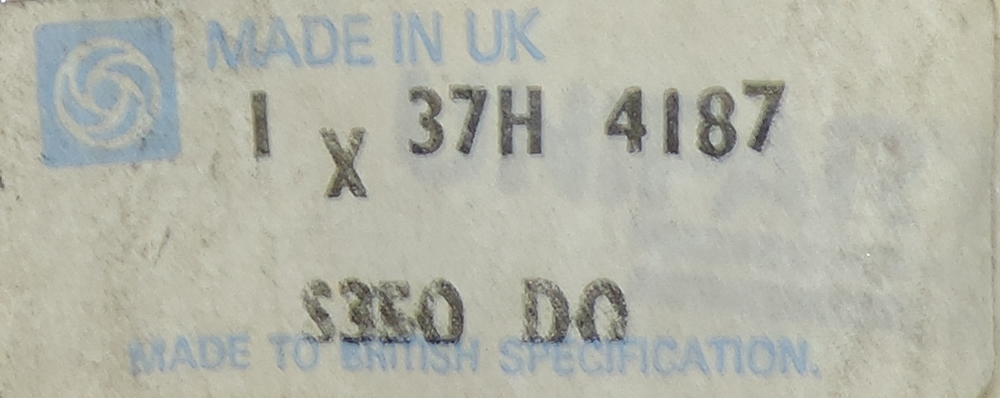 MADE IN UK
1 X 37H 4187
S350 DO
MADE TO BRITISH SPECIFICATION.